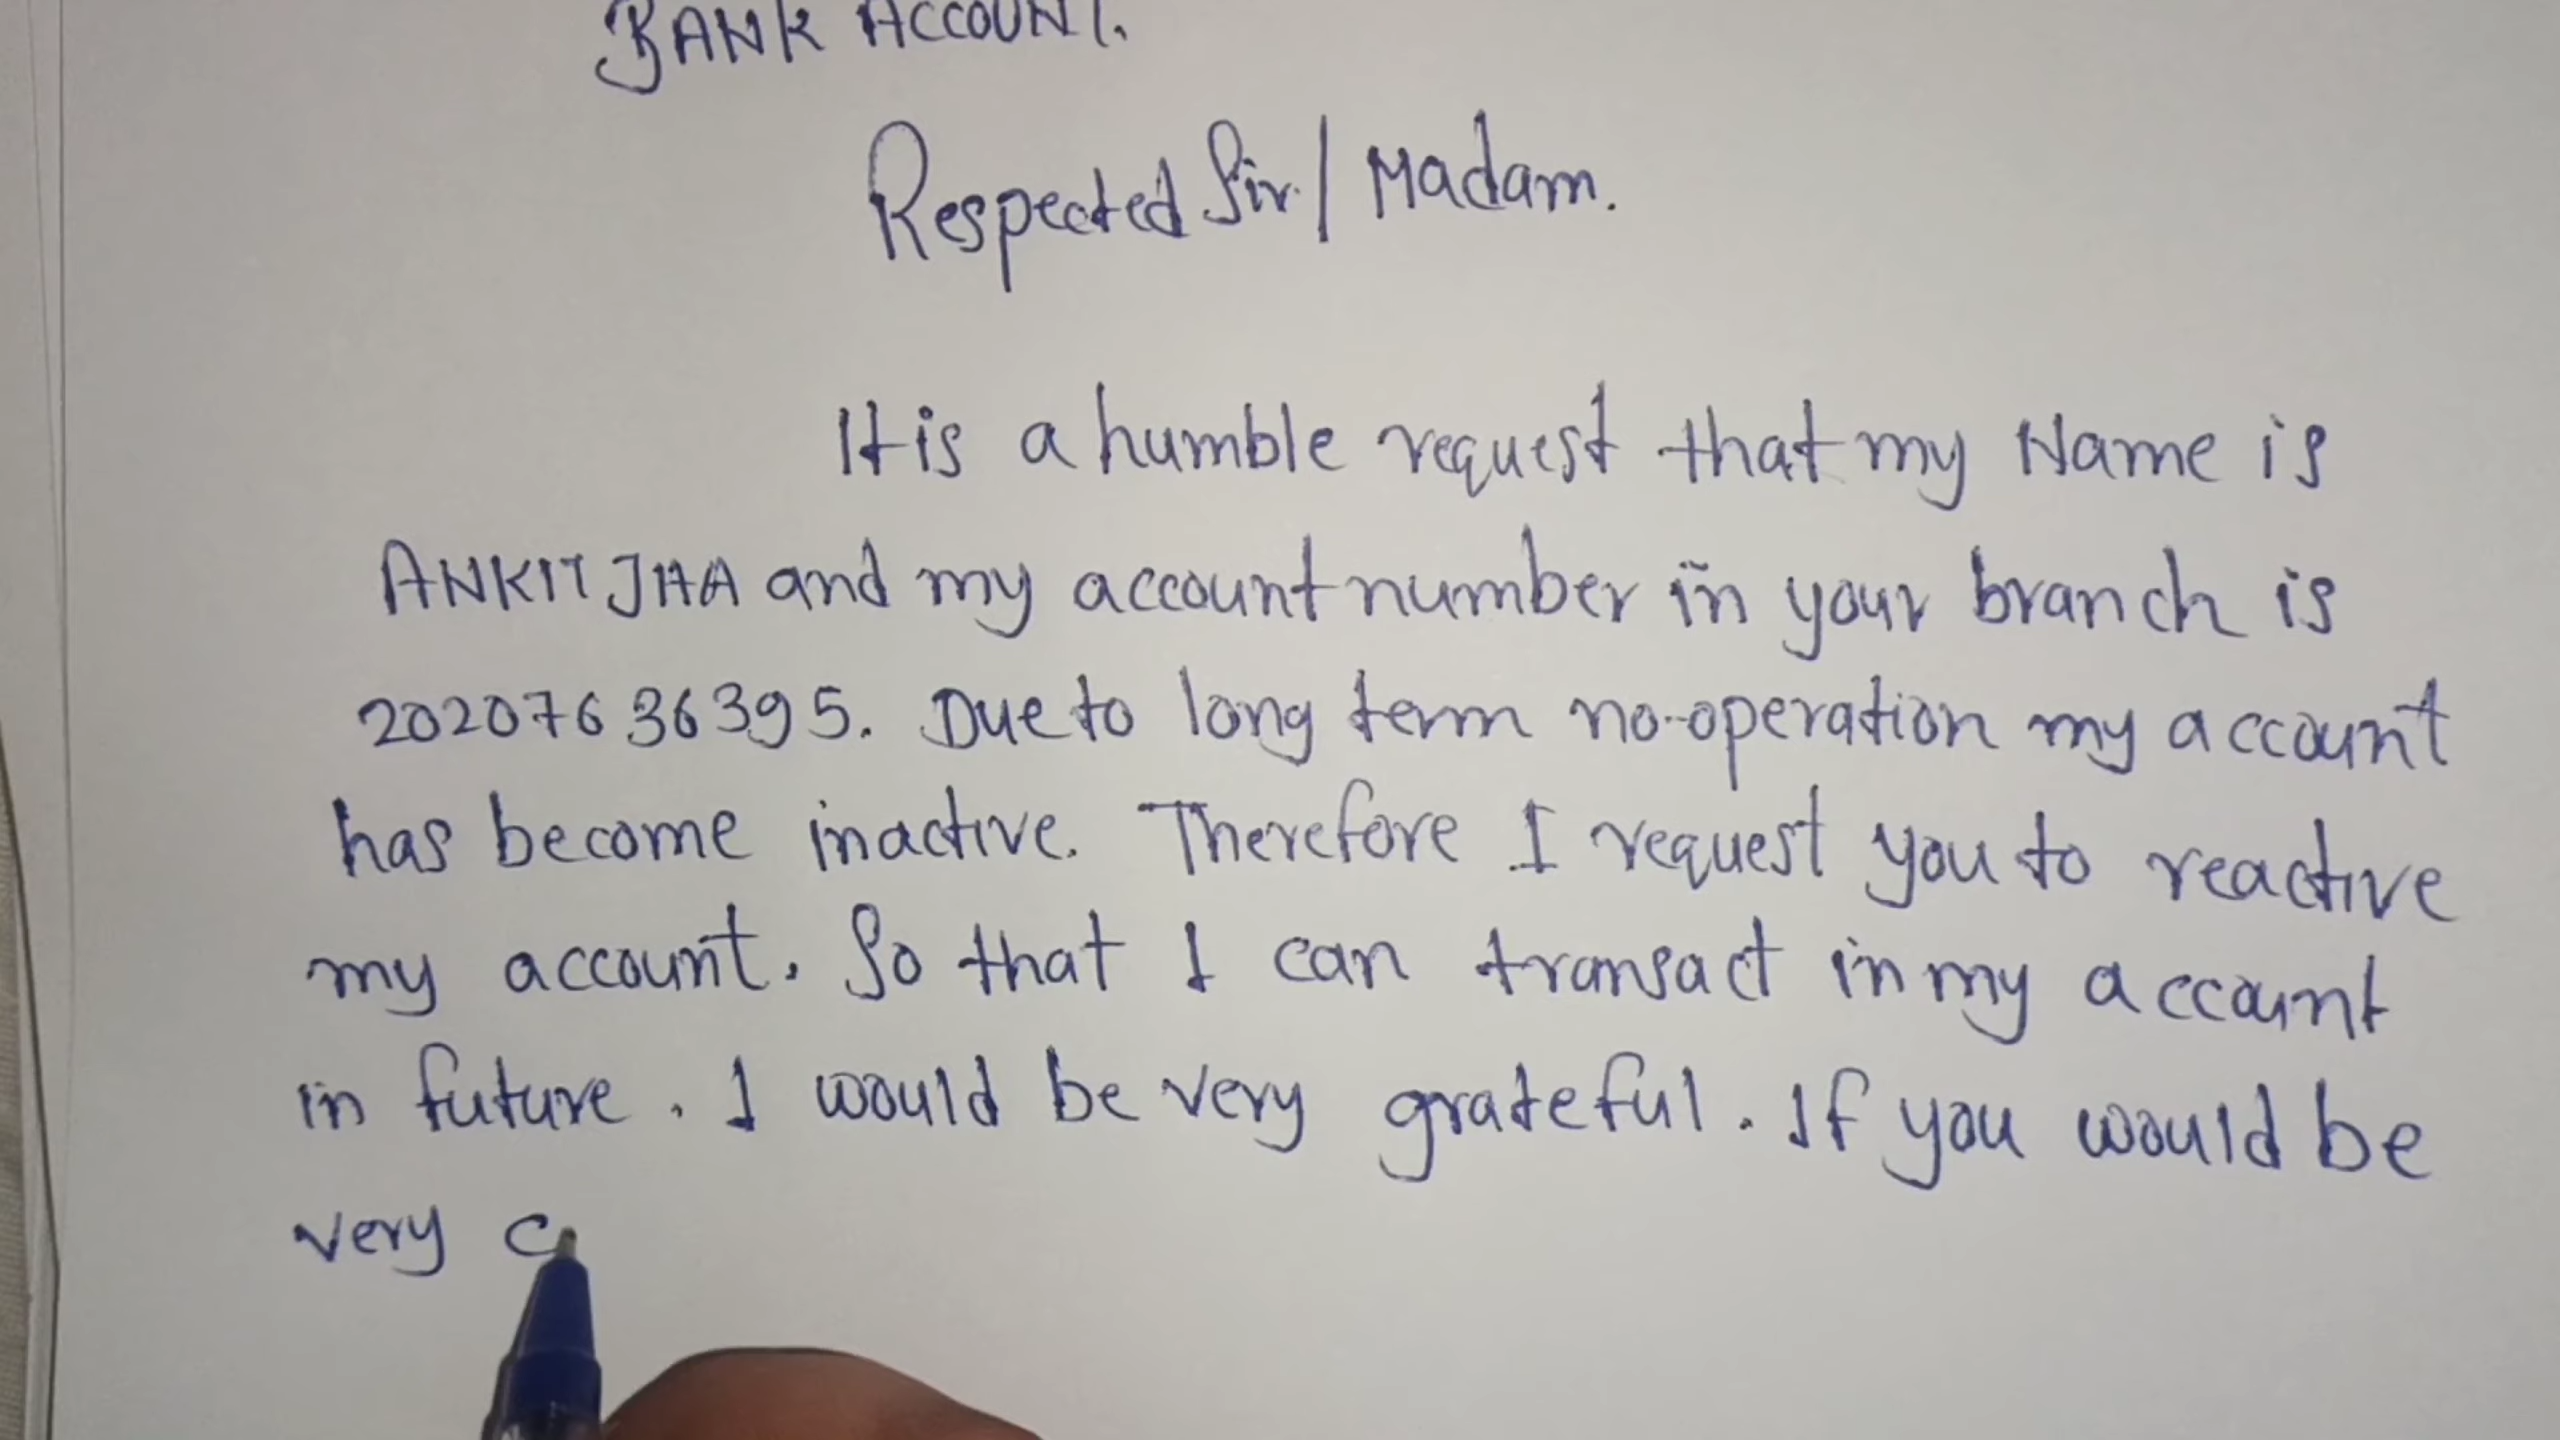 BANK ACCOUNT.
Respected Sir/Madam.
It is a humble request that my Name is
ANKIT JHA and my account number in your branch is
20207636395. Due to long term no-operation my account
has become inactive. Therefore I request you to reactive
my account. So that I can transact in my account
in future. I would be very grateful. If you would be
very c